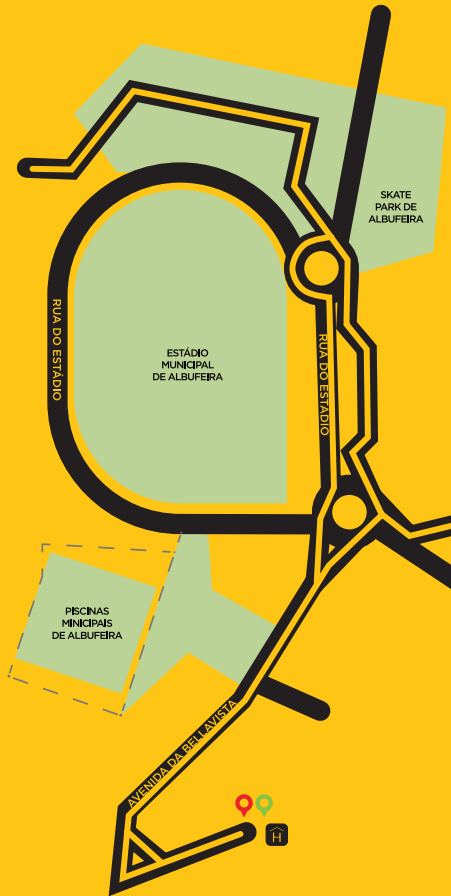 SKATE
PARK DE
ALBUFEIRA
RUA DO ESTÁDIO
ESTÁDIO
MUNICIPAL
DE ALBUFEIRA
RUA DO ESTÁDIO
PISCINAS
MINICIPAIS
DE ALBUFEIRA
AVENIDA DA BELLAVISTA
H